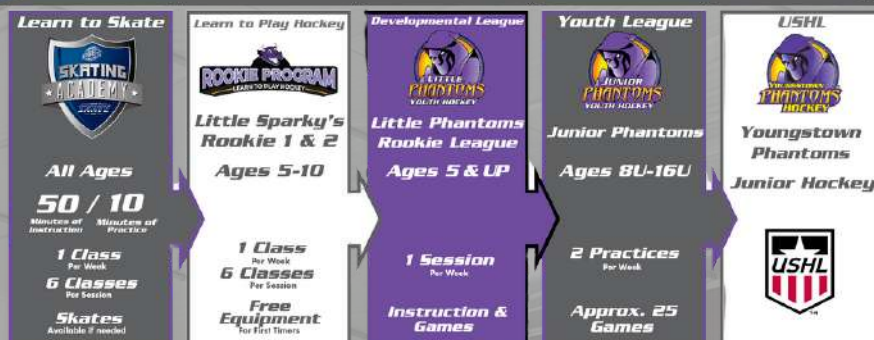 Learn to Skate
SKATING
ACADEMY
All Ages
50 / 10
Minutes of Instruction
Minutes of Practice
1 Class
Per Week
6 Classes
Per Session
Skates
Available if needed
Learn to Play Hockey
ROOKIE PROGRAM
LEARN TO PLAY HOCKEY
Little Sparky's
Rookie 1 & 2
Ages 5-10
1 Class
Per Week
6 Classes
Per Session
Free
Equipment
For First Timers
Developmental League
LITTLE
PHANTOMS
YOUTH HOCKEY
Little Phantoms
Rookie League
Ages 5 & UP
1 Session
Per Week
Instruction &
Games
Youth League
JUNIOR
PHANTOMS
YOUTH HOCKEY
Junior Phantoms
Ages 8U-16U
2 Practices
Per Week
Approx. 25
Games
USHL
YOUNGSTOWN
PHANTOMS
HOCKEY
Youngstown
Phantoms
Junior Hockey
USHL